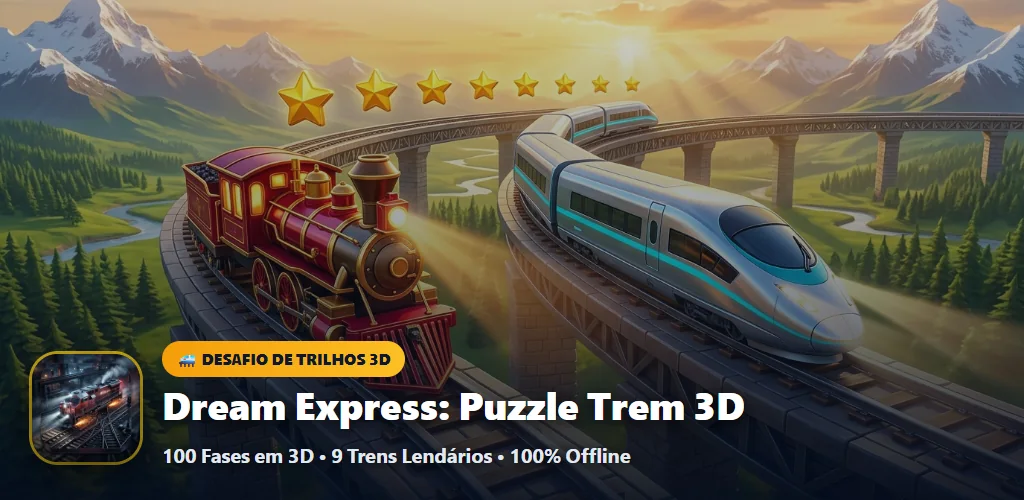 DESAFIO DE TRILHOS 3D
Dream Express: Puzzle Trem 3D
100 Fases em 3D • 9 Trens Lendários • 100% Offline